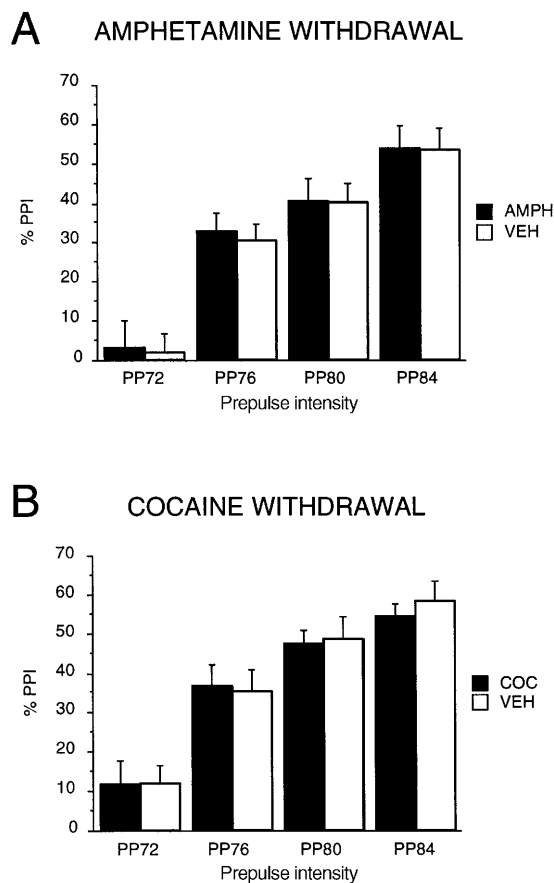 A AMPHETAMINE WITHDRAWAL
70
60
50
40
30
20
10
0
% PPI
AMPH
VEH
PP72 PP76 PP80 PP84
Prepulse intensity
B COCAINE WITHDRAWAL
70
60
50
40
30
20
10
0
% PPI
COC
VEH
PP72 PP76 PP80 PP84
Prepulse intensity